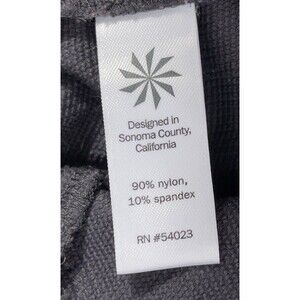 Designed in
Sonoma County,
California
90% nylon,
10% spandex
RN #54023